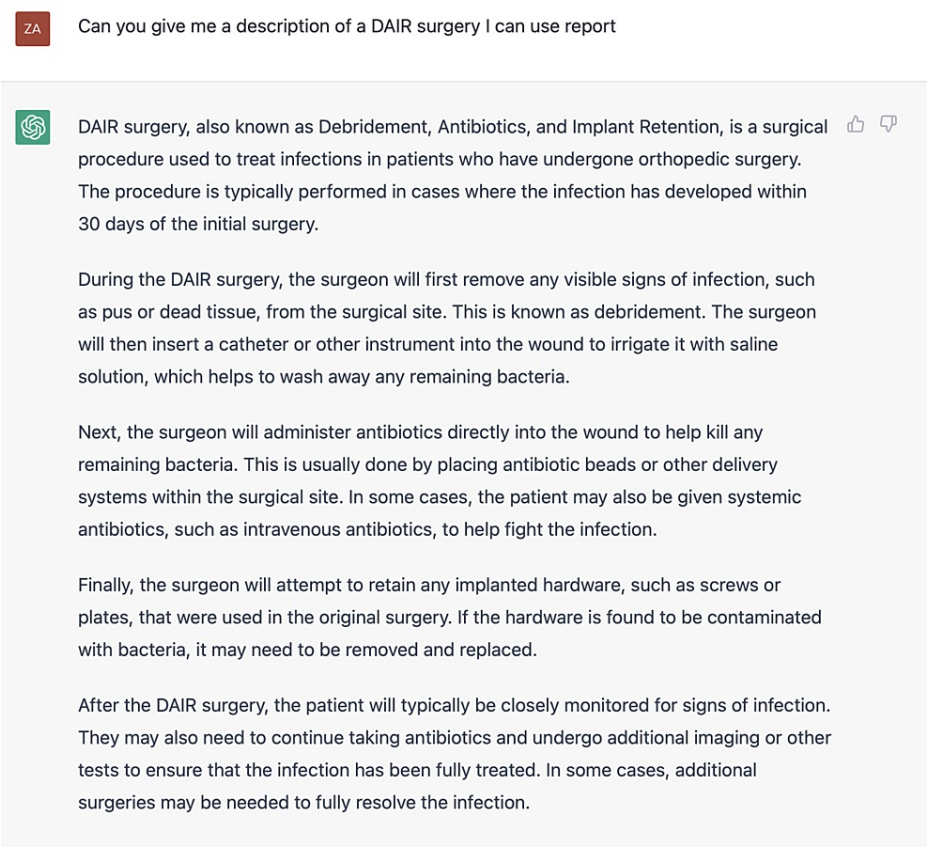 ZA
Can you give me a description of a DAIR surgery I can use report
DAIR surgery, also known as Debridement, Antibiotics, and Implant Retention, is a surgical
procedure used to treat infections in patients who have undergone orthopedic surgery.
The procedure is typically performed in cases where the infection has developed within
30 days of the initial surgery.
During the DAIR surgery, the surgeon will first remove any visible signs of infection, such
as pus or dead tissue, from the surgical site. This is known as debridement. The surgeon
will then insert a catheter or other instrument into the wound to irrigate it with saline
solution, which helps to wash away any remaining bacteria.
Next, the surgeon will administer antibiotics directly into the wound to help kill any
remaining bacteria. This is usually done by placing antibiotic beads or other delivery
systems within the surgical site. In some cases, the patient may also be given systemic
antibiotics, such as intravenous antibiotics, to help fight the infection.
Finally, the surgeon will attempt to retain any implanted hardware, such as screws or
plates, that were used in the original surgery. If the hardware is found to be contaminated
with bacteria, it may need to be removed and replaced.
After the DAIR surgery, the patient will typically be closely monitored for signs of infection.
They may also need to continue taking antibiotics and undergo additional imaging or other
tests to ensure that the infection has been fully treated. In some cases, additional
surgeries may be needed to fully resolve the infection.